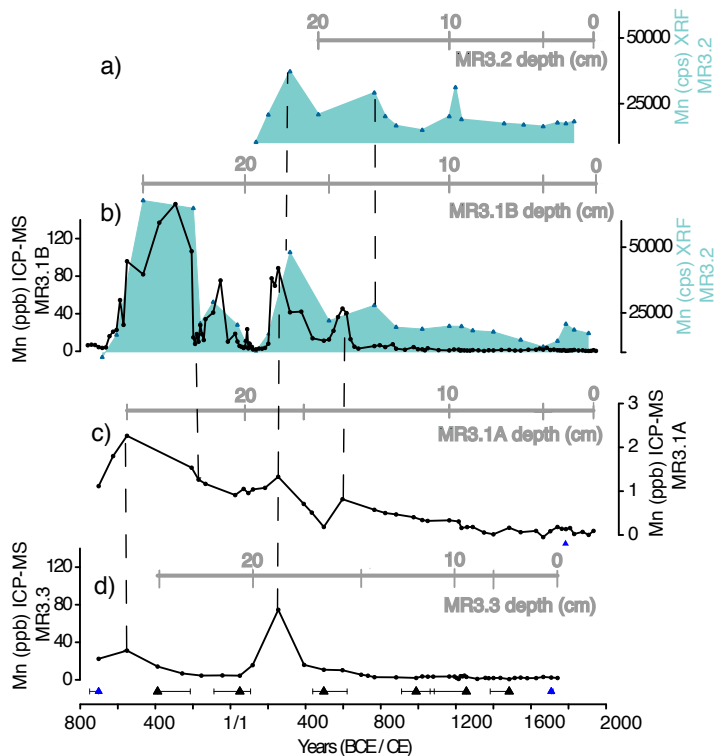 20
10
0
MR3.2 depth (cm)
a)
50000
25000
Mn (cps) XRF
MR3.2
20
10
0
MR3.1B depth (cm)
b)
120
80
40
0
Mn (ppb) ICP-MS
MR3.1B
50000
25000
Mn (cps) XRF
MR3.2
20
10
0
MR3.1A depth (cm)
c)
3
2
1
0
Mn (ppb) ICP-MS
MR3.1A
20
10
0
MR3.3 depth (cm)
d)
120
80
40
0
Mn (ppb) ICP-MS
MR3.3
800 400 1/1 400 800 1200 1600 2000
Years (BCE / CE)